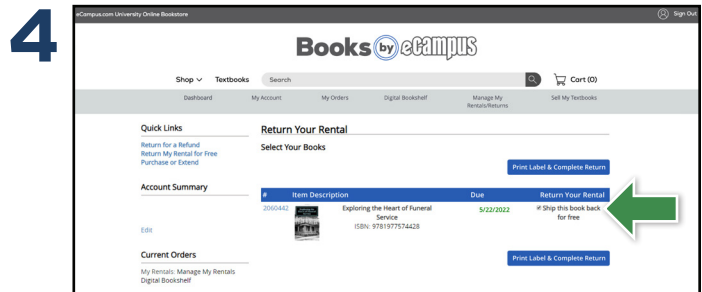 4
eCampus.com University Online Bookstore
Sign Out
Books by eCampus
Shop Textbooks Search Cart (0)
Dashboard My Account My Orders Digital Bookshelf Manage My Rentals/Returns Sell My Textbooks
Quick Links
Return for a Refund
Return My Rental for Free
Purchase or Extend
Account Summary
Edit
Current Orders
My Rentals: Manage My Rentals
Digital Bookshelf
Return Your Rental
Select Your Books
Print Label & Complete Return
# Item Description Due Return Your Rental
2060442 Exploring the Heart of Funeral Service 5/22/2022 Ship this book back for free
ISBN: 9781977574428
Print Label & Complete Return